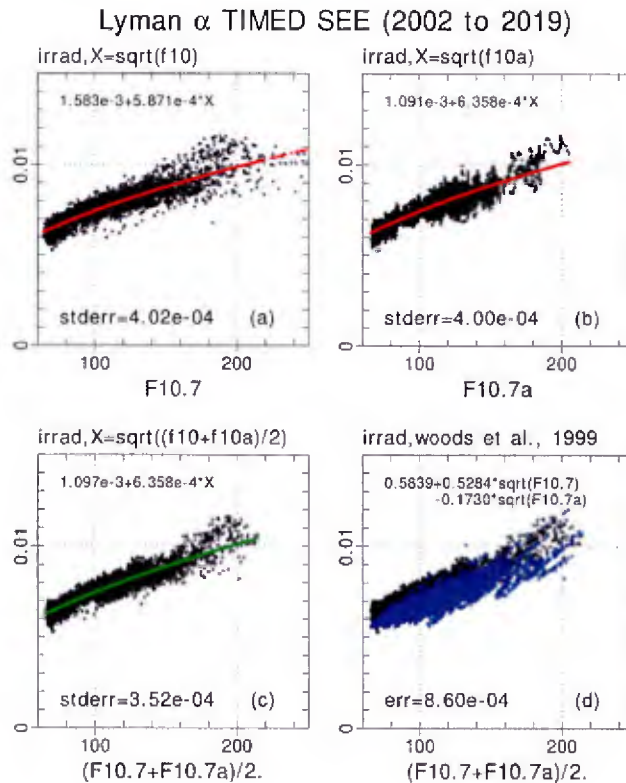 Lyman α TIMED SEE (2002 to 2019)
irrad,X=sqrt(f10)
1.583e-3+5.871e-4*X
0.01
0
stderr=4.02e-04 (a)
100 200
F10.7
irrad,X=sqrt(f10a)
1.091e-3+6.358e-4*X
0.01
0
stderr=4.00e-04 (b)
100 200
F10.7a
irrad,X=sqrt((f10+f10a)/2)
1.097e-3+6.358e-4*X
0.01
0
stderr=3.52e-04 (c)
100 200
(F10.7+F10.7a)/2.
irrad,woods et al., 1999
0.5839+0.5284*sqrt(F10.7)
-0.1730*sqrt(F10.7a)
0.01
0
err=8.60e-04 (d)
100 200
(F10.7+F10.7a)/2.